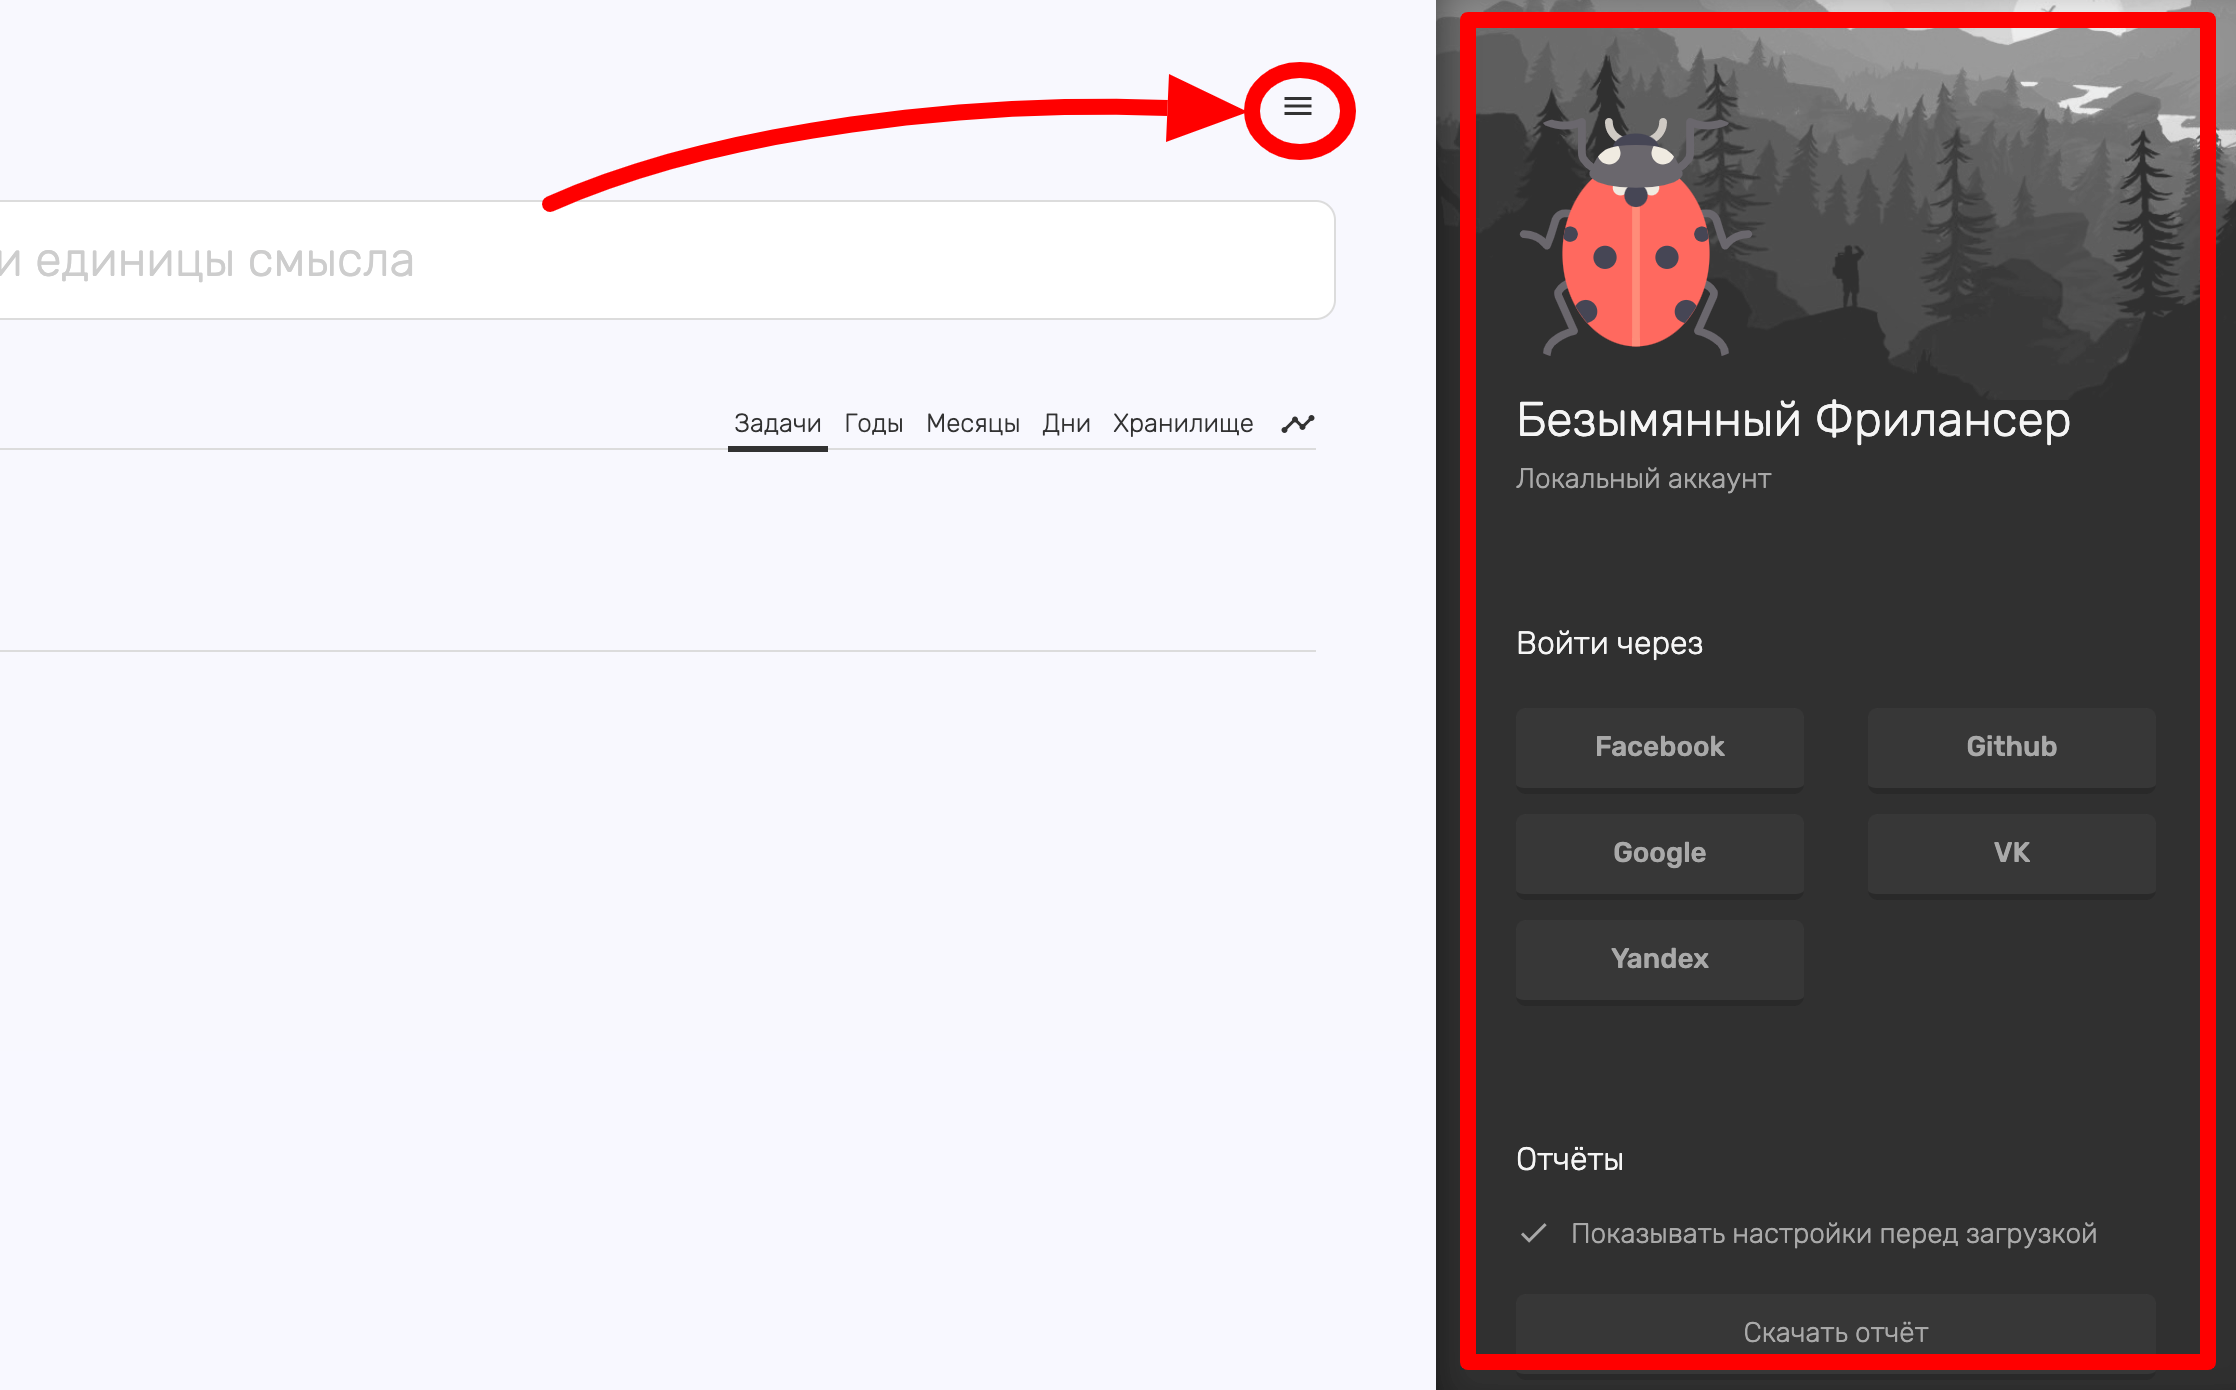 и единицы смысла
Задачи Годы Месяцы Дни Хранилище
Безымянный Фрилансер
Локальный аккаунт
Войти через
Facebook Github
Google VK
Yandex
Отчёты
Показывать настройки перед загрузкой
Скачать отчёт